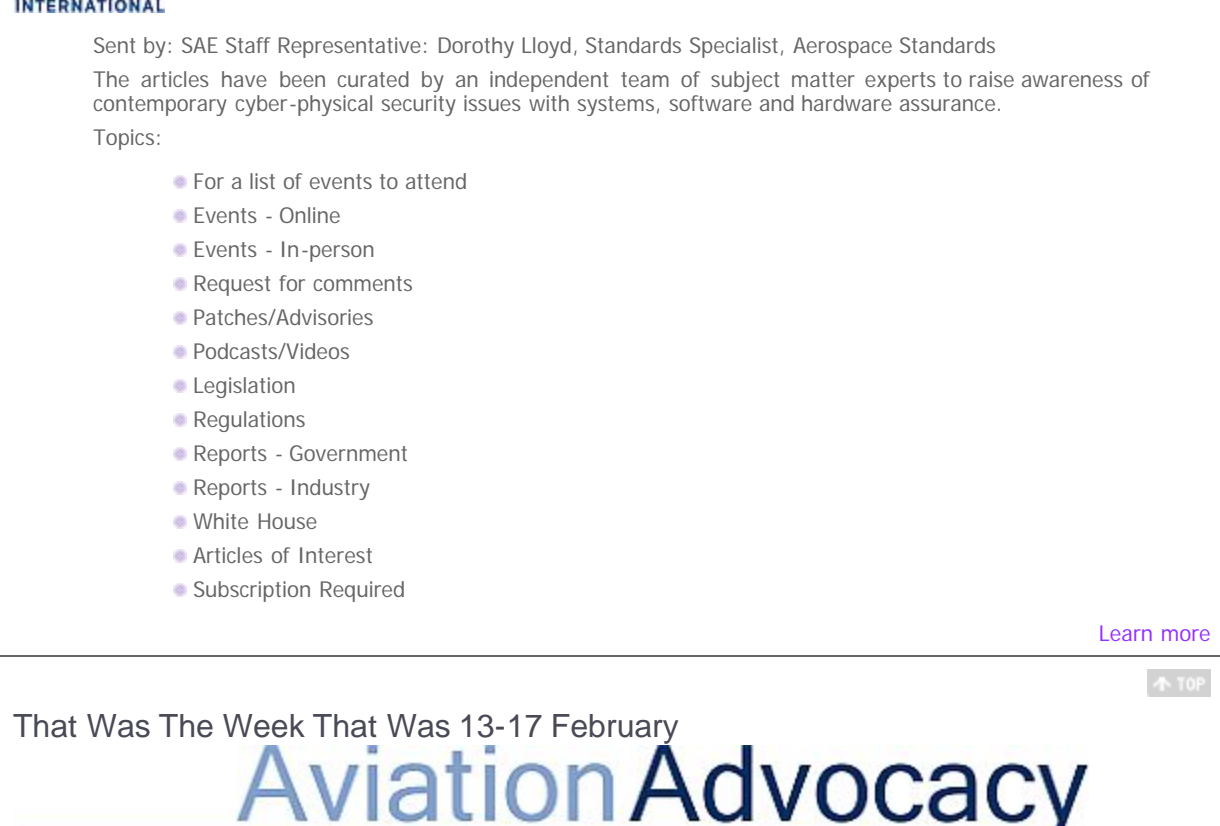 INTERNATIONAL
Sent by: SAE Staff Representative: Dorothy Lloyd, Standards Specialist, Aerospace Standards
The articles have been curated by an independent team of subject matter experts to raise awareness of
contemporary cyber-physical security issues with systems, software and hardware assurance.
Topics:
For a list of events to attend
Events - Online
Events - In-person
Request for comments
Patches/Advisories
Podcasts/Videos
Legislation
Regulations
Reports - Government
Reports - Industry
White House
Articles of Interest
Subscription Required
Learn more
TOP
That Was The Week That Was 13-17 February
Aviation Advocacy